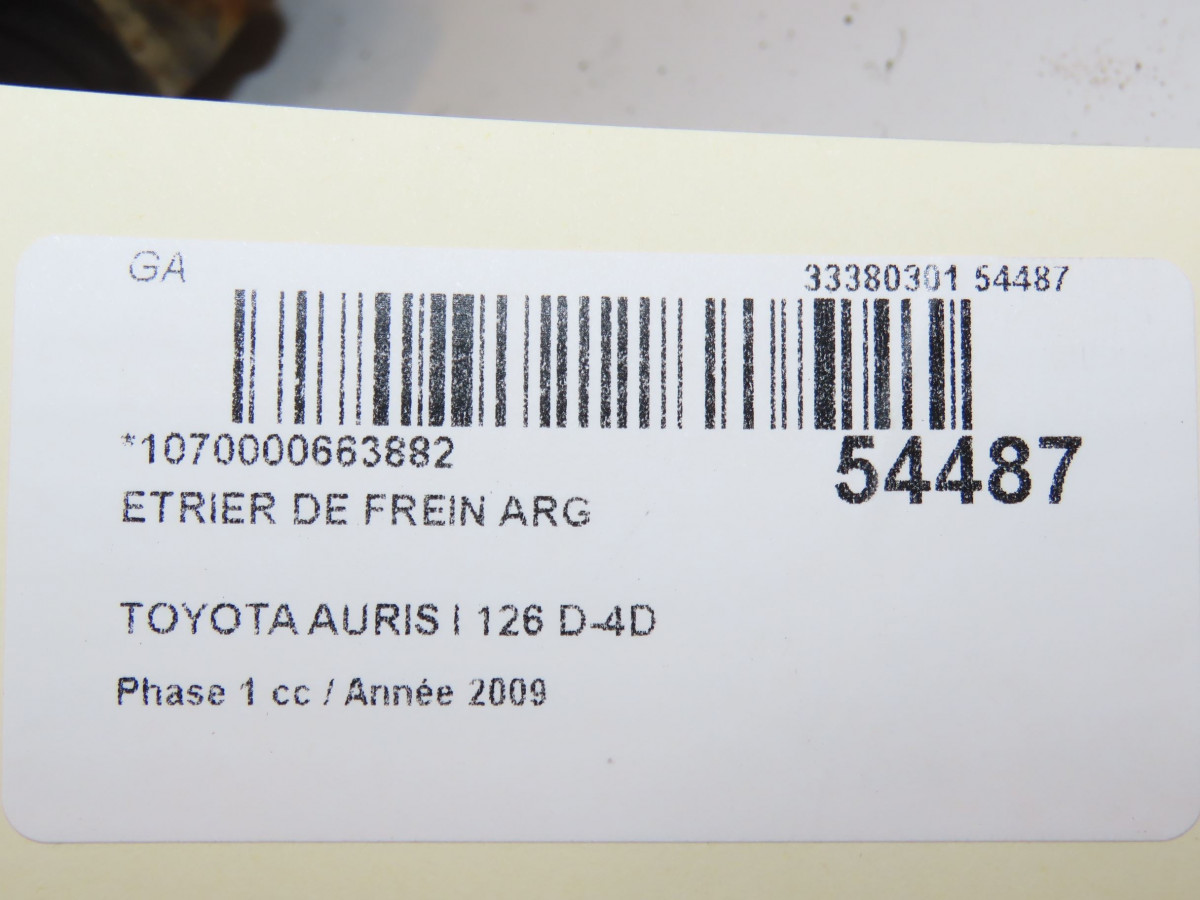 GA 33380301 54487
*1070000663882 54487
ETRIER DE FREIN ARG
TOYOTA AURIS I 126 D-4D
Phase 1 cc / Année 2009